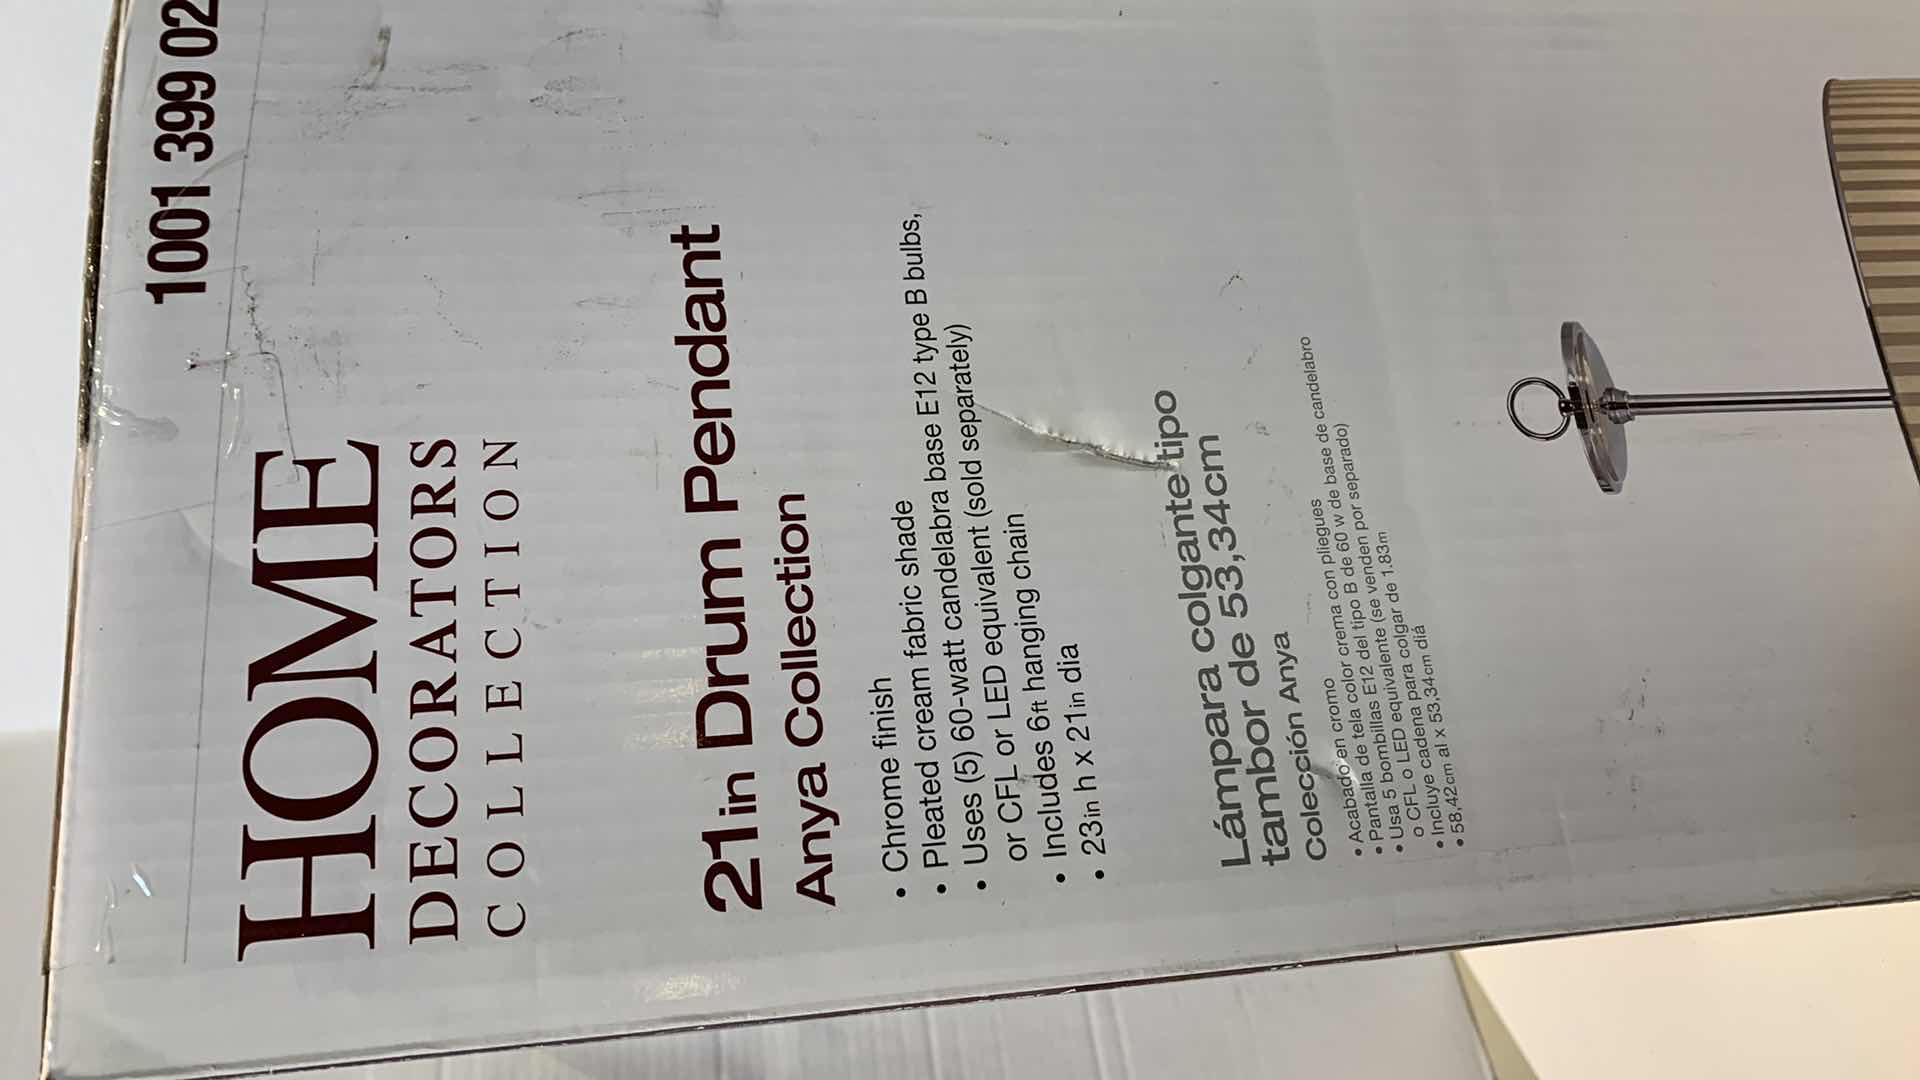 1001 399 02
HOME
DECORATORS
COLLECTION
21in Drum Pendant
Anya Collection
• Chrome finish
• Pleated cream fabric shade
• Uses (5) 60-watt candelabra base E12 type B bulbs,
or CFL or LED equivalent (sold separately)
• Includes 6ft hanging chain
• 23in h x 21in dia
Lámpara colgante tipo
tambor de 53,34cm
Colección Anya
• Acabado en cromo
• Pantalla de tela color crema con pliegues
• Usa 5 bombillas E12 del tipo B de 60 w de base de candelabro
o CFL o LED equivalente (se venden por separado)
• Incluye cadena para colgar de 1.83m
• 58,42cm al x 53,34cm diá